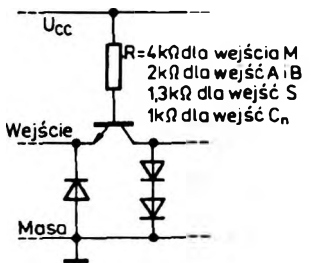 UCC
R=4kΩ dla wejścia M
2kΩ dla wejść A i B
1,3kΩ dla wejść S
1kΩ dla wejść Cn
Wejście
Masa